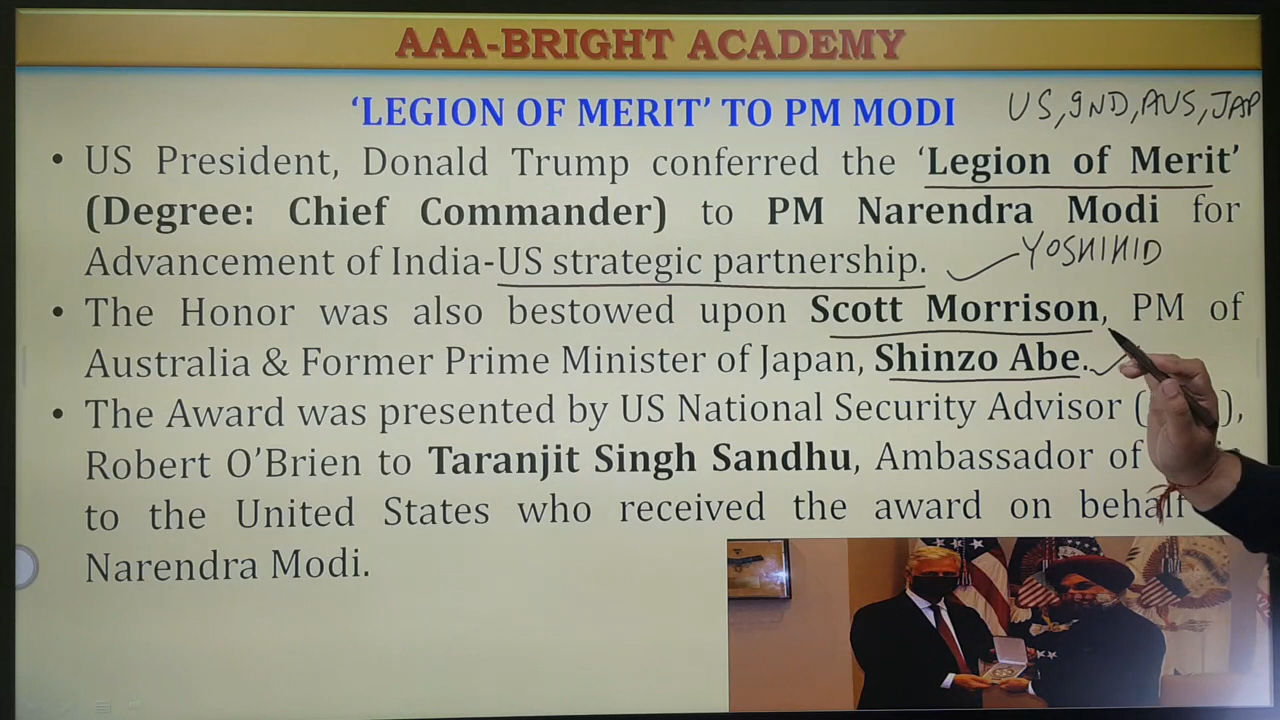 AAA-BRIGHT ACADEMY
‘LEGION OF MERIT’ TO PM MODI
US, IND, AUS, JAP
• US President, Donald Trump conferred the ‘Legion of Merit’
(Degree: Chief Commander) to PM Narendra Modi for
Advancement of India-US strategic partnership.
YOSHIHID
• The Honor was also bestowed upon Scott Morrison, PM of
Australia & Former Prime Minister of Japan, Shinzo Abe.
• The Award was presented by US National Security Advisor (
),
Robert O’Brien to Taranjit Singh Sandhu, Ambassador of
to the United States who received the award on behalf
Narendra Modi.